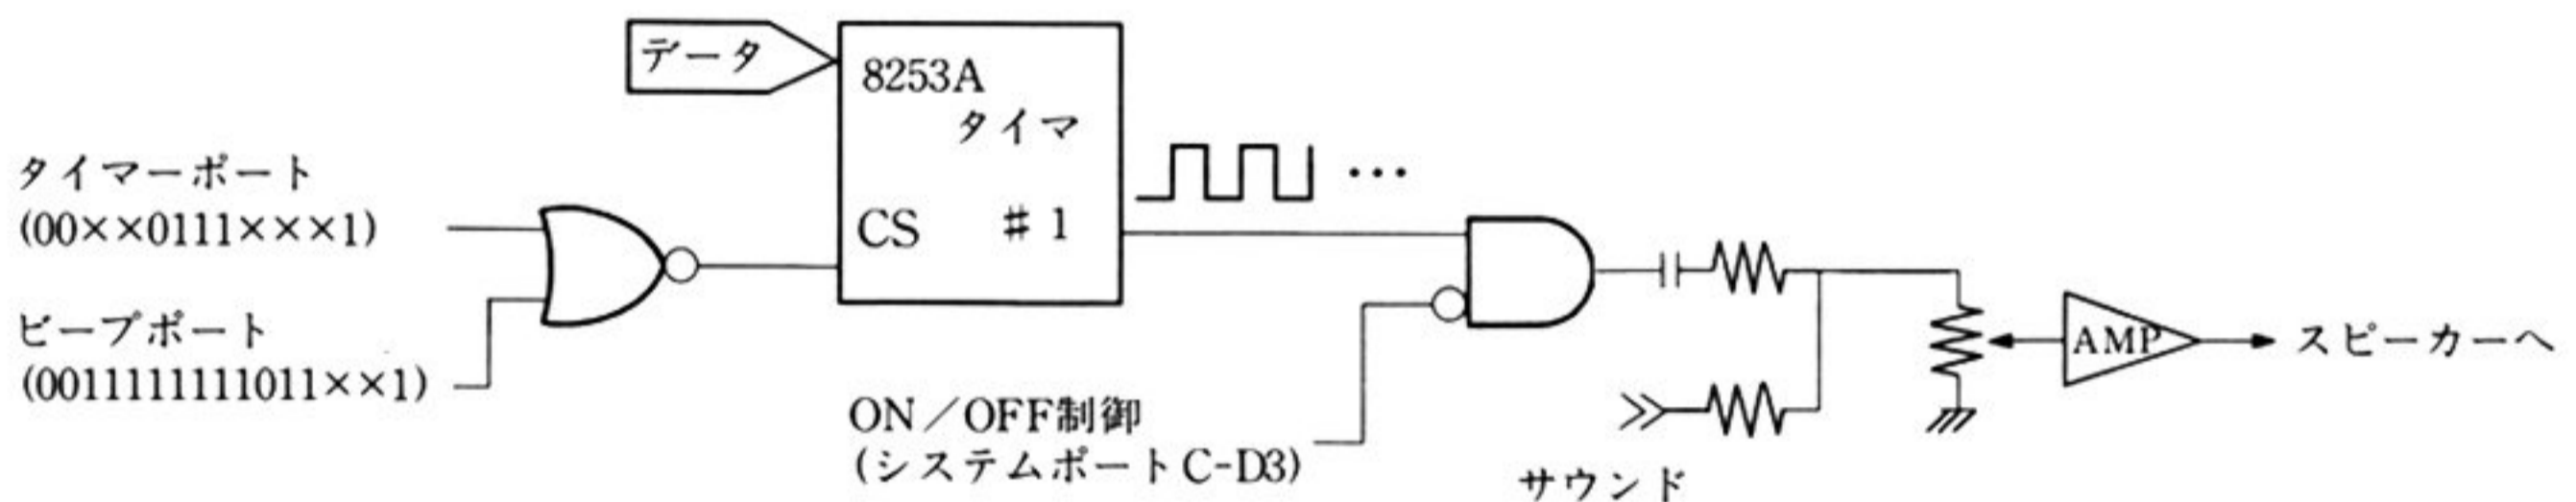 データ
8253A
タイマ
タイマーポート
(00××0111×××1)
CS #1
…
ビープポート
(0011111111011××1)
ON/OFF制御
(システムポートC-D3)
AMP
スピーカーへ
サウンド